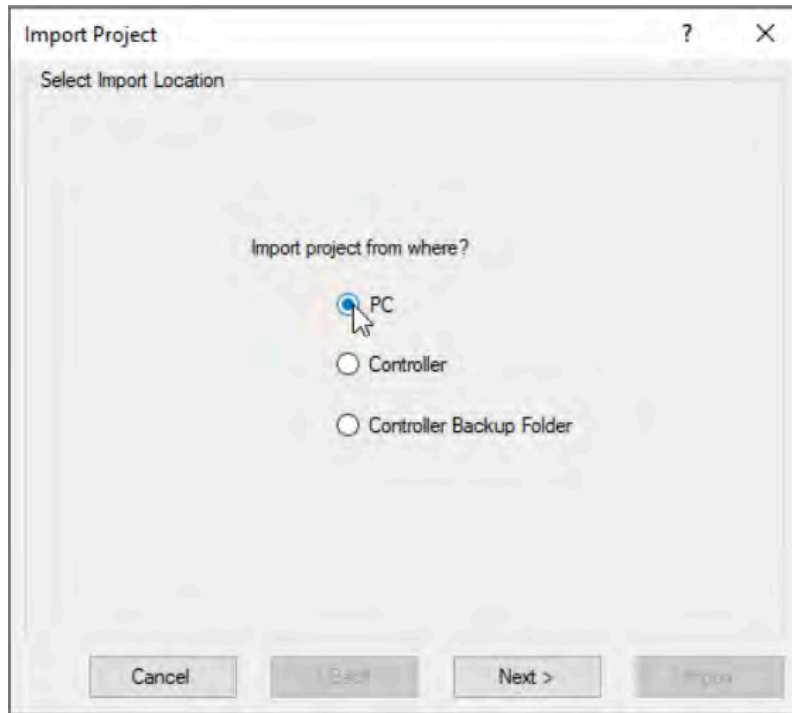 Import Project
?
Select Import Location
Import project from where?
PC
Controller
Controller Backup Folder
Cancel
Next >